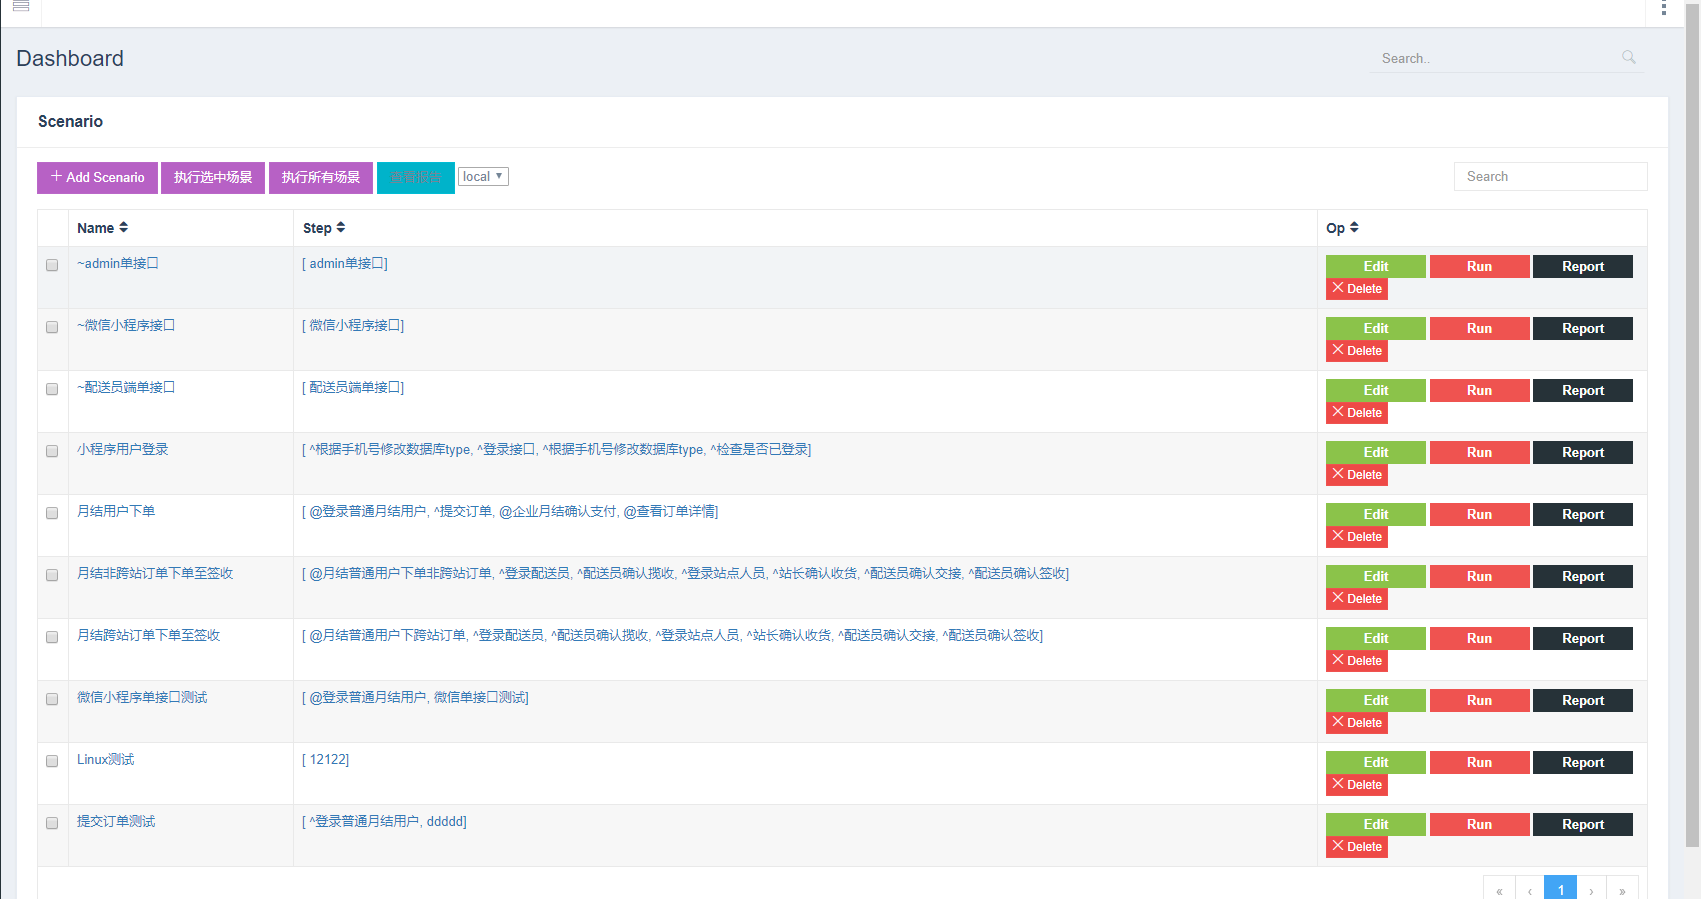 Dashboard
Search..
Scenario
+ Add Scenario 执行选中场景 执行所有场景 local ▼ Search
Name Step Op
~admin单接口 [ admin单接口] Edit Run Report
× Delete
~微信小程序接口 [ 微信小程序接口] Edit Run Report
× Delete
~配送员端单接口 [ 配送员端单接口] Edit Run Report
× Delete
小程序用户登录 [ ^根据手机号修改数据库type, ^登录接口, ^根据手机号修改数据库type, ^检查是否已登录] Edit Run Report
× Delete
月结用户下单 [ @登录普通月结用户, ^提交订单, @企业月结确认支付, @查看订单详情] Edit Run Report
× Delete
月结非跨站订单下单至签收 [ @月结普通用户下单非跨站订单, ^登录配送员, ^配送员确认揽收, ^登录站点人员, ^站长确认收货, ^配送员确认交接, ^配送员确认签收] Edit Run Report
× Delete
月结跨站订单下单至签收 [ @月结普通用户下跨站订单, ^登录配送员, ^配送员确认揽收, ^登录站点人员, ^站长确认收货, ^配送员确认交接, ^配送员确认签收] Edit Run Report
× Delete
微信小程序单接口测试 [ @登录普通月结用户, 微信单接口测试] Edit Run Report
× Delete
Linux测试 [ 12122] Edit Run Report
× Delete
提交订单测试 [ ^登录普通月结用户, ddddd] Edit Run Report
× Delete
« ‹ 1 › »